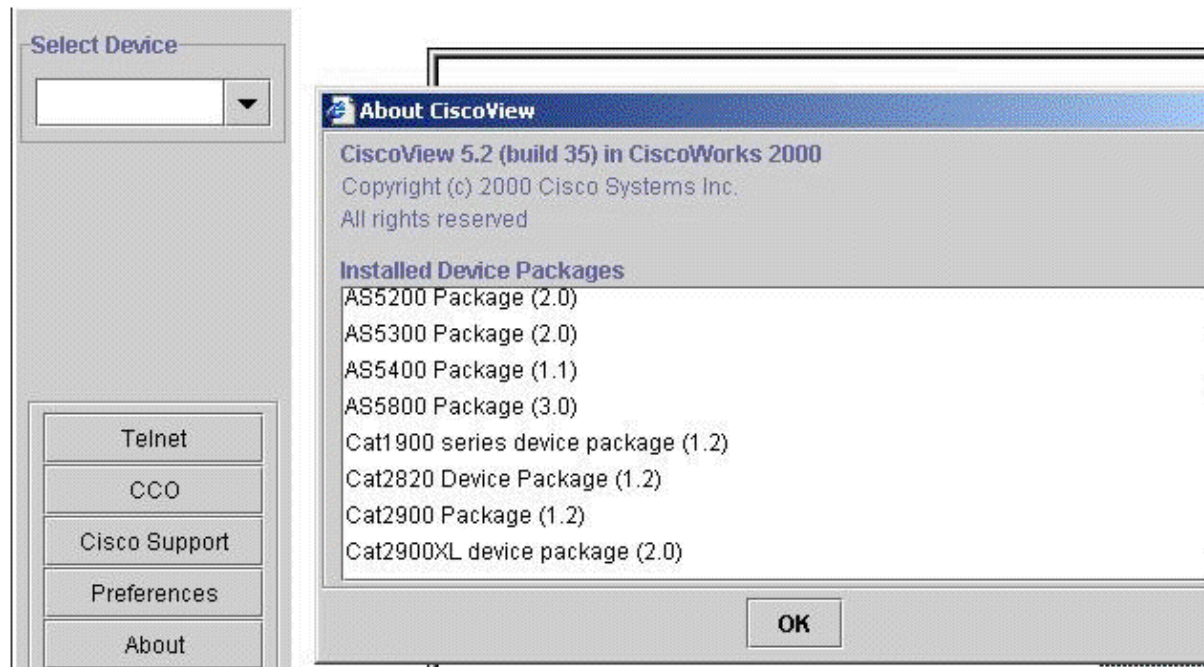 Select Device
About CiscoView
CiscoView 5.2 (build 35) in CiscoWorks 2000
Copyright (c) 2000 Cisco Systems Inc.
All rights reserved
Installed Device Packages
AS5200 Package (2.0)
AS5300 Package (2.0)
AS5400 Package (1.1)
AS5800 Package (3.0)
Cat1900 series device package (1.2)
Cat2820 Device Package (1.2)
Cat2900 Package (1.2)
Cat2900XL device package (2.0)
OK
Telnet
CCO
Cisco Support
Preferences
About